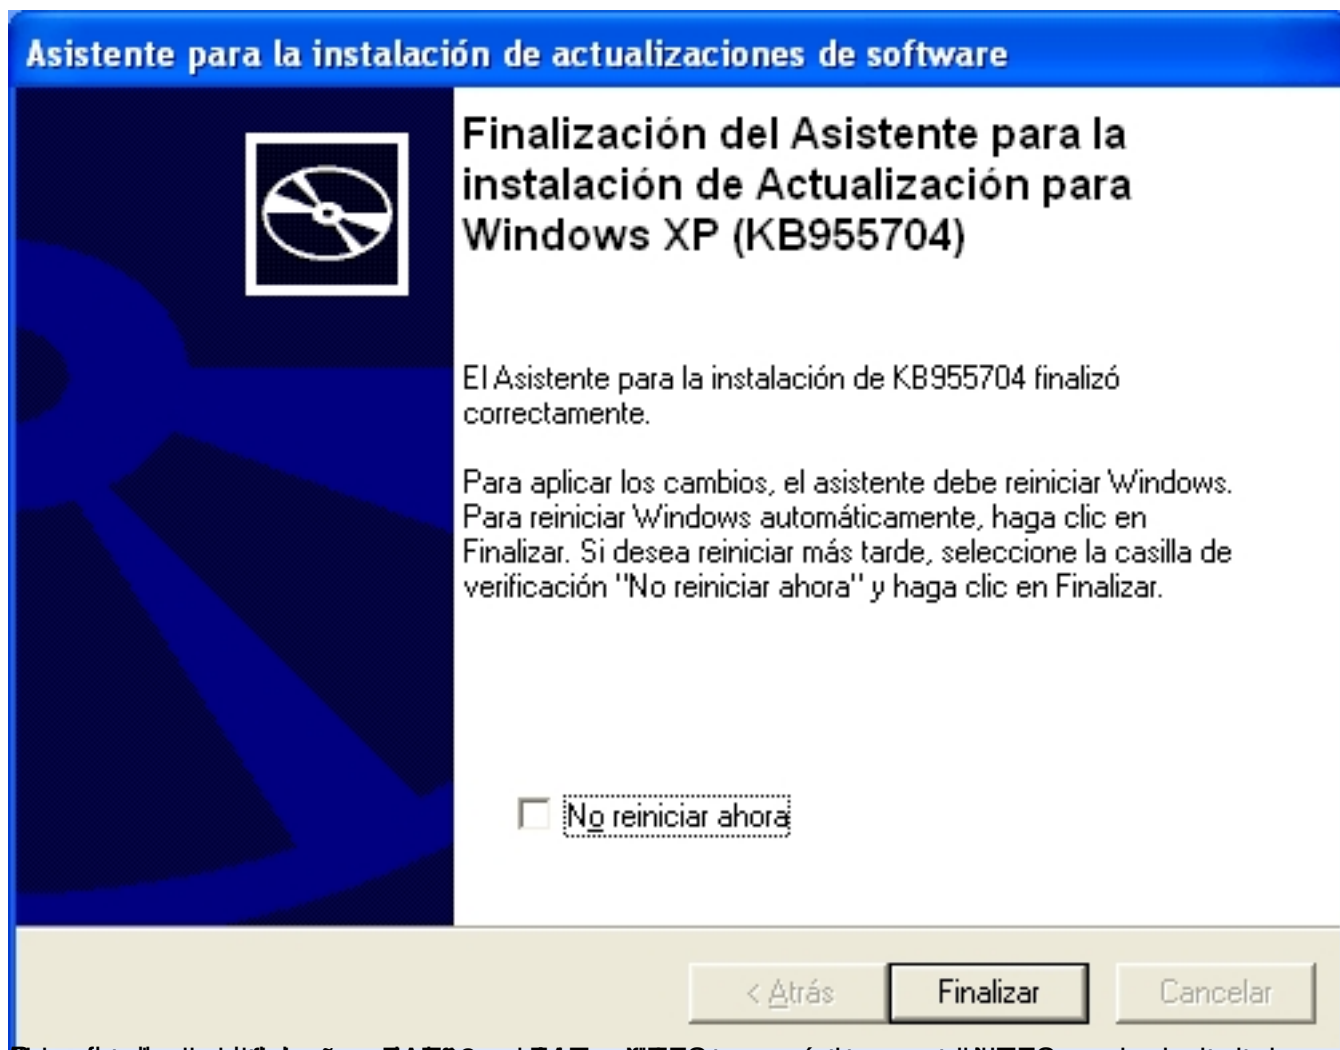 Asistente para la instalación de actualizaciones de software
Finalización del Asistente para la
instalación de Actualización para
Windows XP (KB955704)
El Asistente para la instalación de KB955704 finalizó
correctamente.
Para aplicar los cambios, el asistente debe reiniciar Windows.
Para reiniciar Windows automáticamente, haga clic en
Finalizar. Si desea reiniciar más tarde, seleccione la casilla de
verificación "No reiniciar ahora" y haga clic en Finalizar.
No reiniciar ahora
< Atrás
Finalizar
Cancelar